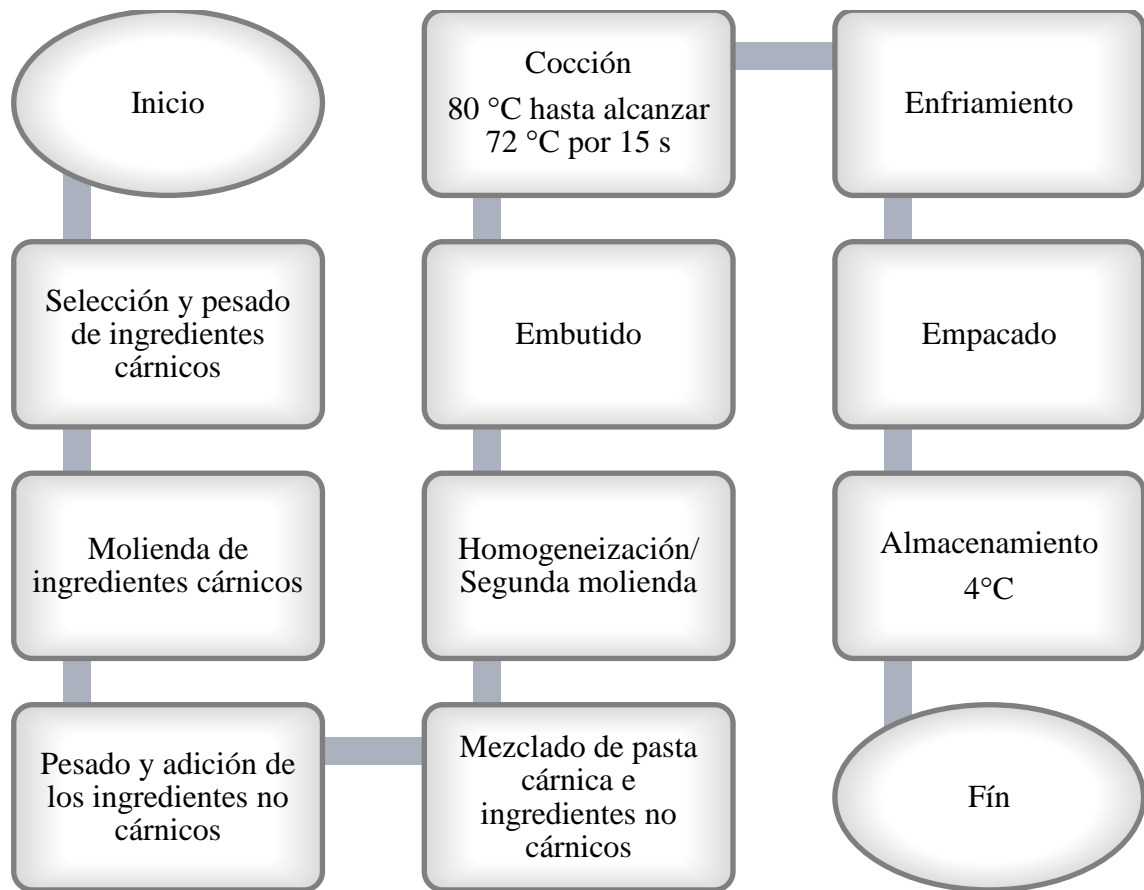 Inicio
Selección y pesado
de ingredientes
cárnicos
Molienda de
ingredientes cárnicos
Pesado y adición de
los ingredientes no
cárnicos
Mezclado de pasta
cárnica e
ingredientes no
cárnicos
Homogeneización/
Segunda molienda
Embutido
Cocción
80 °C hasta alcanzar
72 °C por 15 s
Enfriamiento
Empacado
Almacenamiento
4°C
Fín